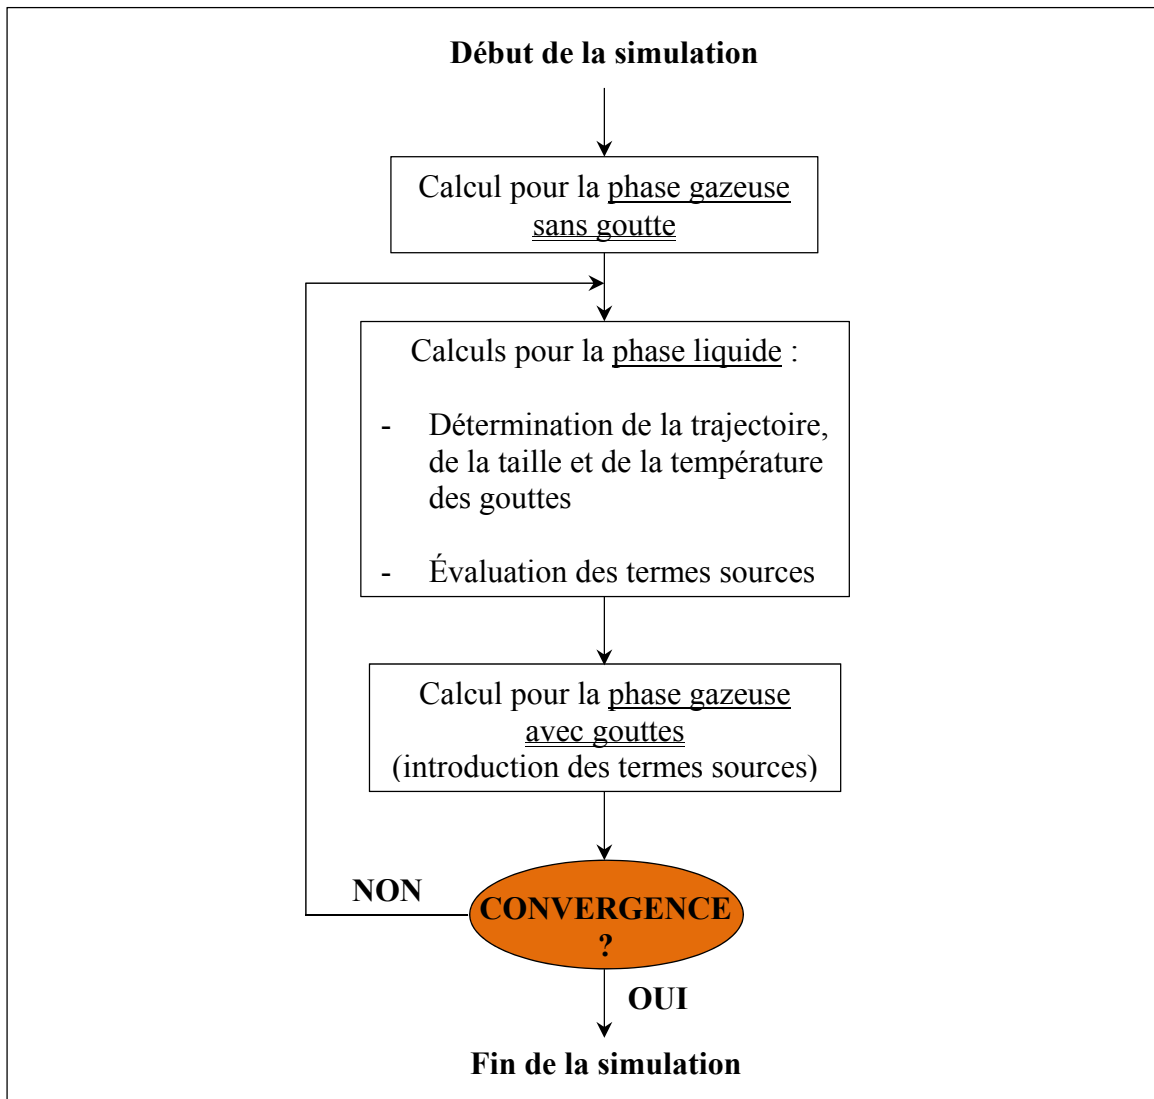 Début de la simulation
Calcul pour la phase gazeuse
sans goutte
Calculs pour la phase liquide :
- Détermination de la trajectoire,
de la taille et de la température
des gouttes
- Évaluation des termes sources
Calcul pour la phase gazeuse
avec gouttes
(introduction des termes sources)
NON
CONVERGENCE
?
OUI
Fin de la simulation